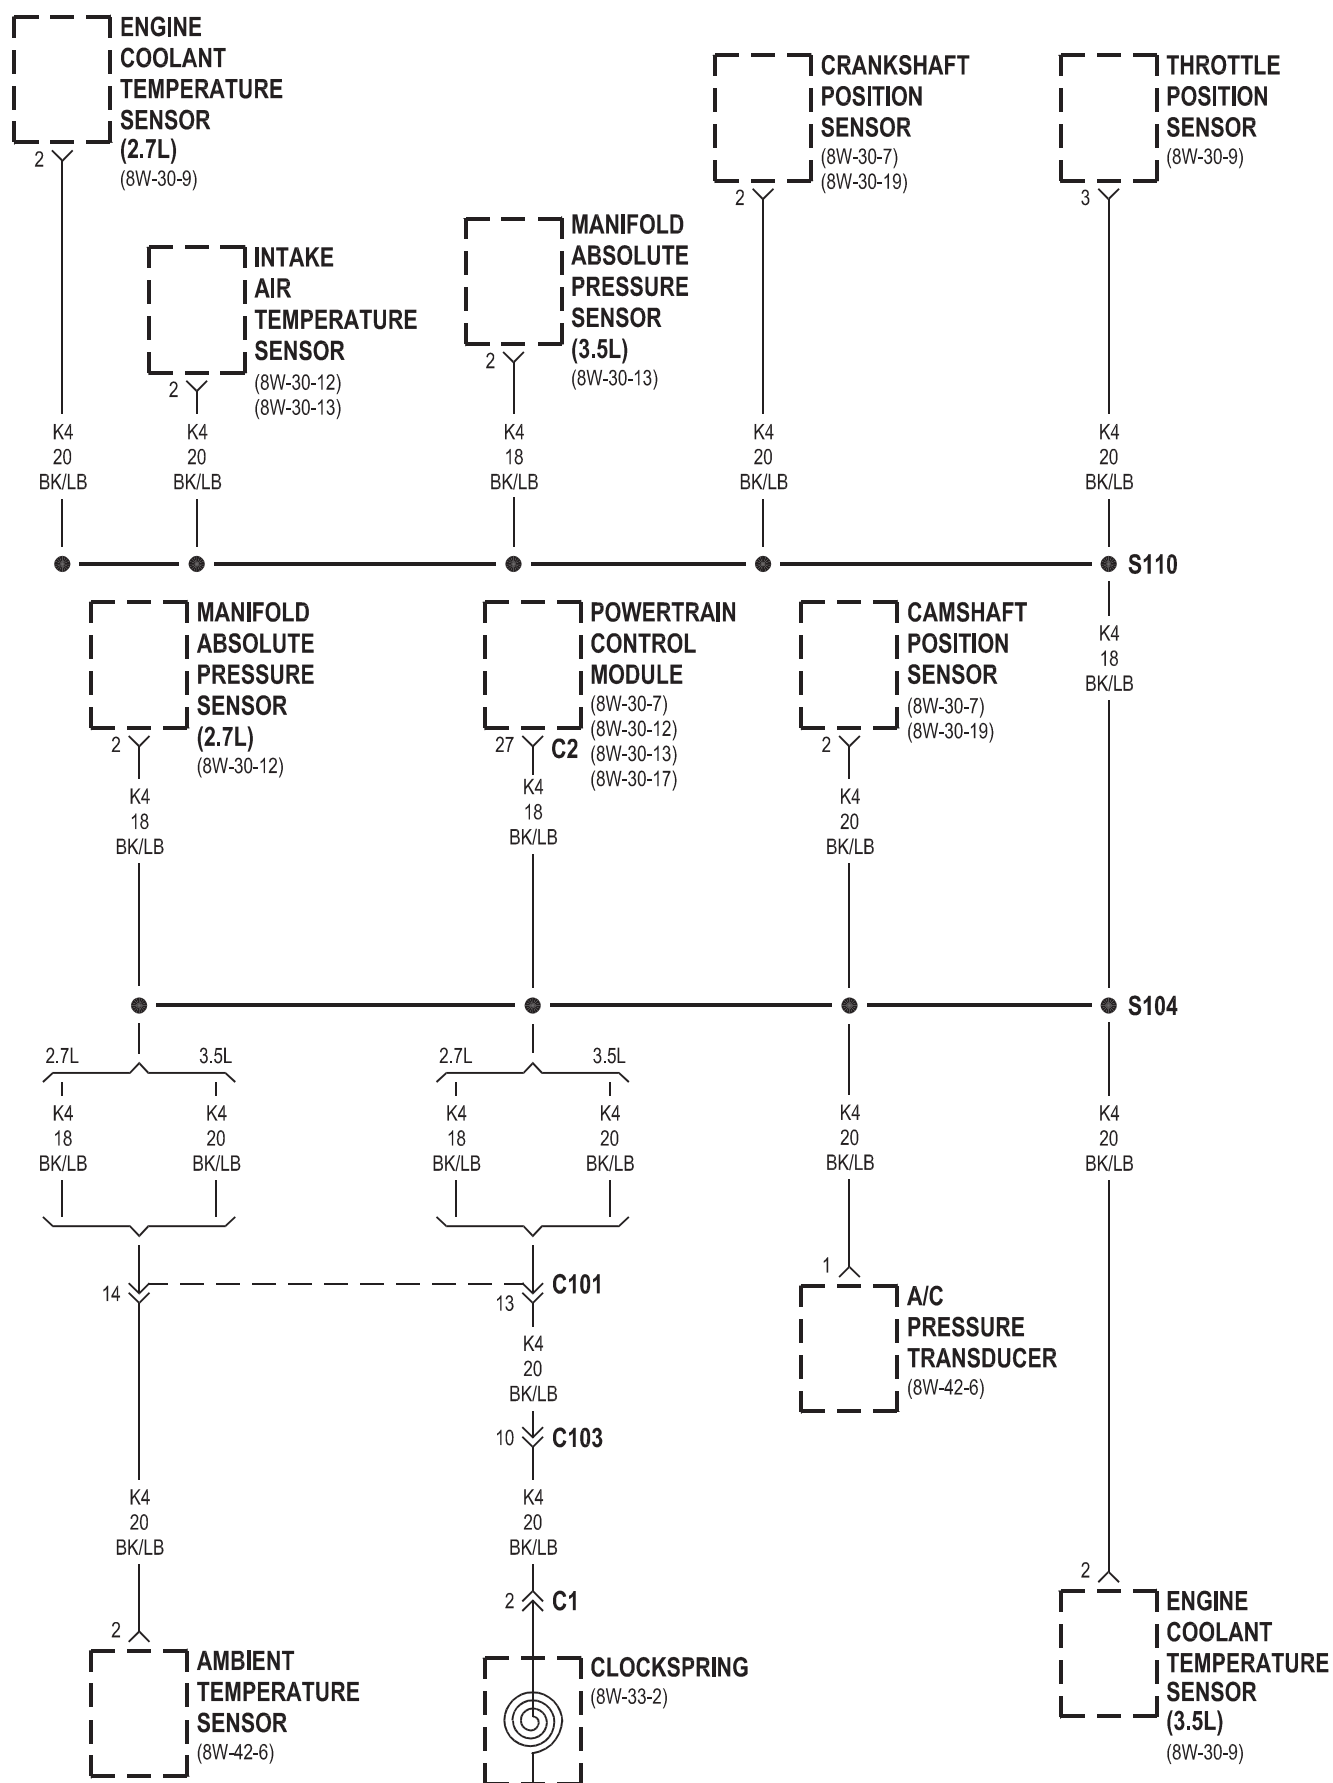 ENGINE
COOLANT
TEMPERATURE
SENSOR
(2.7L)
(8W-30-9)
2
INTAKE
AIR
TEMPERATURE
SENSOR
(8W-30-12)
(8W-30-13)
2
MANIFOLD
ABSOLUTE
PRESSURE
SENSOR
(3.5L)
(8W-30-13)
2
CRANKSHAFT
POSITION
SENSOR
(8W-30-7)
(8W-30-19)
2
THROTTLE
POSITION
SENSOR
(8W-30-9)
3
K4
20
BK/LB
K4
20
BK/LB
K4
18
BK/LB
K4
20
BK/LB
K4
20
BK/LB
S110
MANIFOLD
ABSOLUTE
PRESSURE
SENSOR
(2.7L)
(8W-30-12)
2
POWERTRAIN
CONTROL
MODULE
(8W-30-7)
(8W-30-12)
(8W-30-13)
(8W-30-17)
27
C2
CAMSHAFT
POSITION
SENSOR
(8W-30-7)
(8W-30-19)
2
K4
18
BK/LB
K4
18
BK/LB
K4
18
BK/LB
K4
20
BK/LB
S104
2.7L
3.5L
2.7L
3.5L
K4
18
BK/LB
K4
20
BK/LB
K4
18
BK/LB
K4
20
BK/LB
K4
20
BK/LB
K4
20
BK/LB
14
13
C101
1
A/C
PRESSURE
TRANSDUCER
(8W-42-6)
K4
20
BK/LB
10
C103
K4
20
BK/LB
K4
20
BK/LB
2
C1
2
AMBIENT
TEMPERATURE
SENSOR
(8W-42-6)
CLOCKSPRING
(8W-33-2)
2
ENGINE
COOLANT
TEMPERATURE
SENSOR
(3.5L)
(8W-30-9)